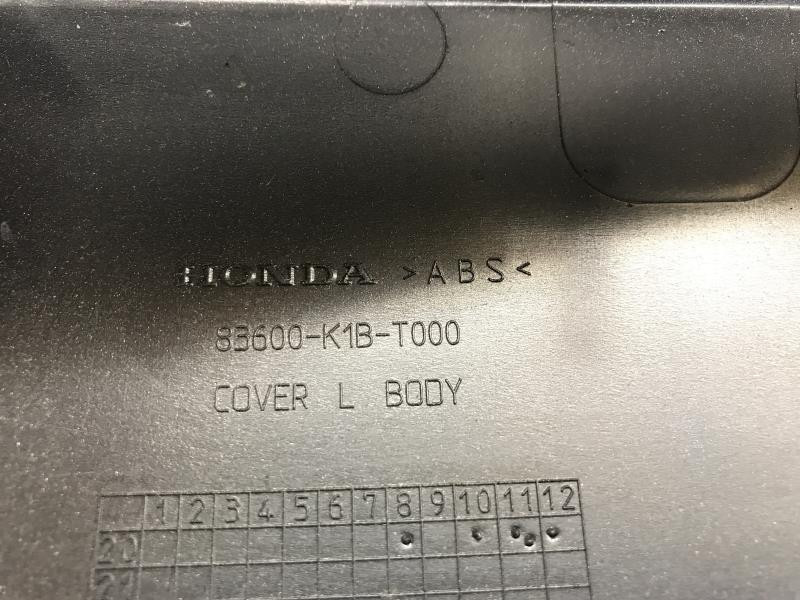 HONDA >ABS<
83600-K1B-T000
COVER L BODY
1 2 3 4 5 6 7 8 9 10 11 12
20
21